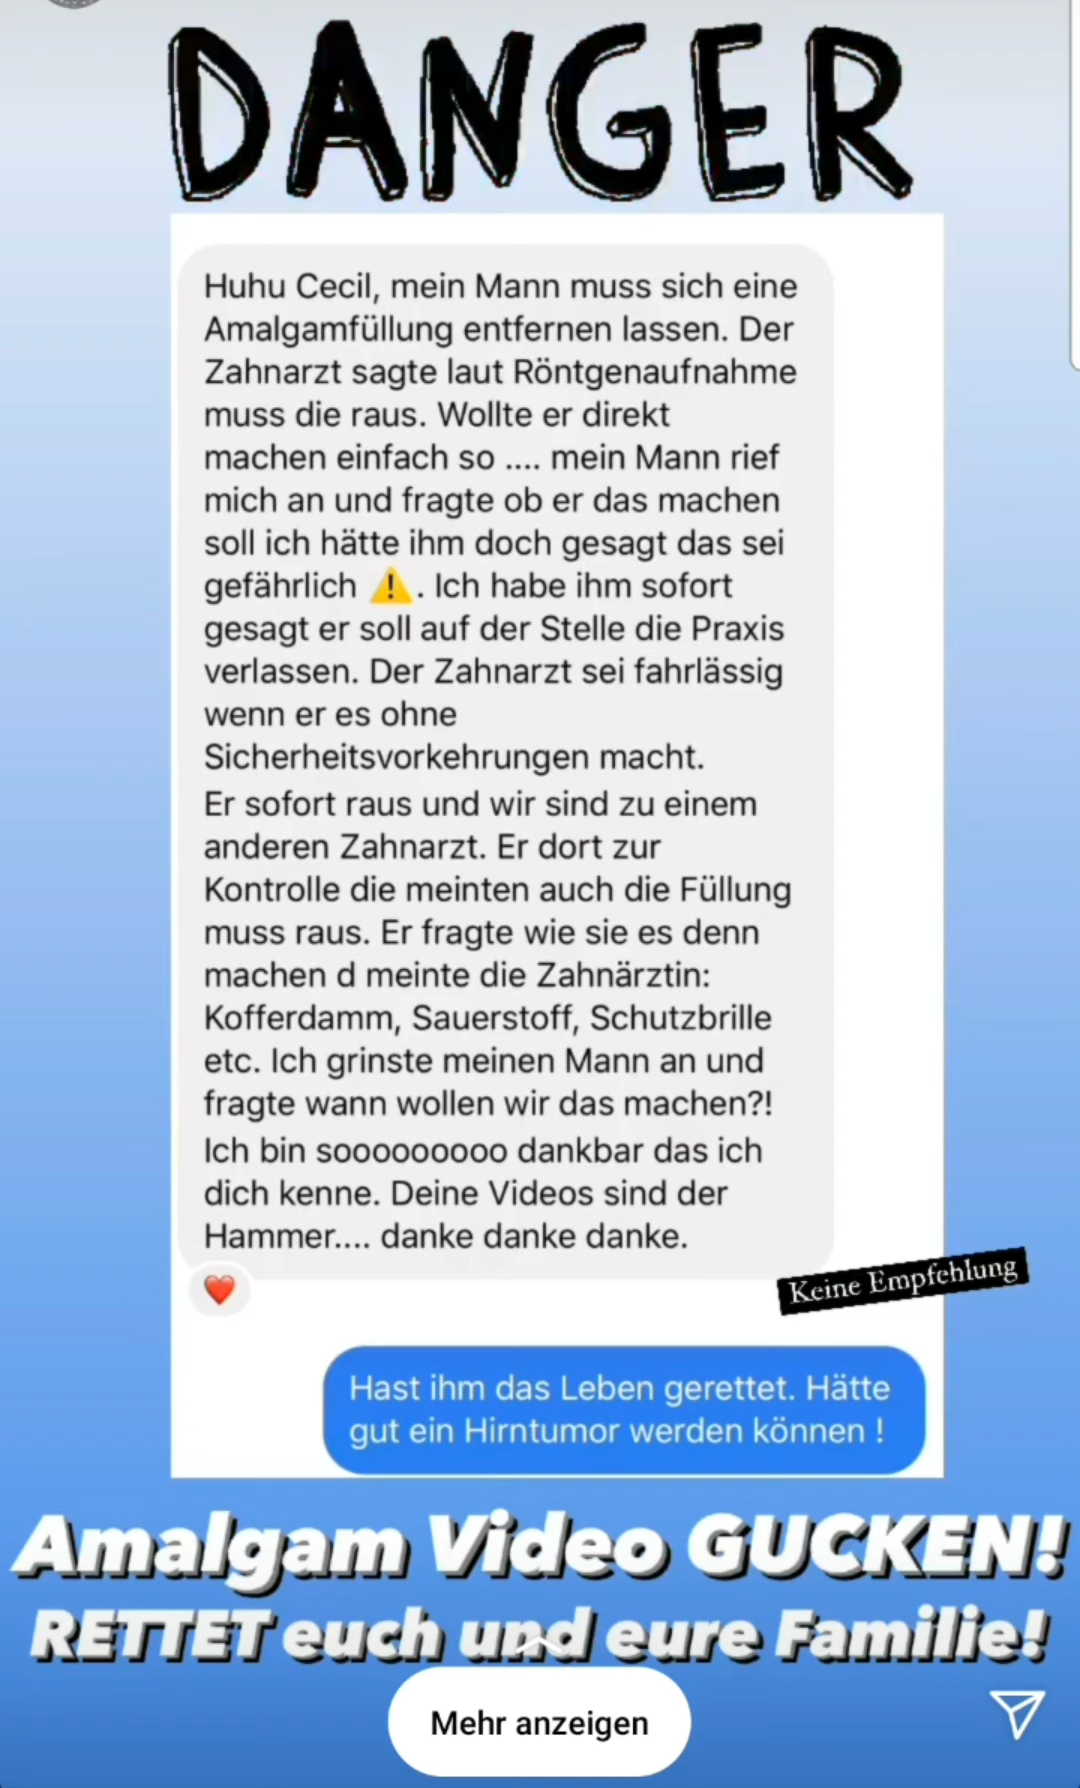 DANGER
Huhu Cecil, mein Mann muss sich eine
Amalgamfüllung entfernen lassen. Der
Zahnarzt sagte laut Röntgenaufnahme
muss die raus. Wollte er direkt
machen einfach so .... mein Mann rief
mich an und fragte ob er das machen
soll ich hätte ihm doch gesagt das sei
gefährlich ⚠️. Ich habe ihm sofort
gesagt er soll auf der Stelle die Praxis
verlassen. Der Zahnarzt sei fahrlässig
wenn er es ohne
Sicherheitsvorkehrungen macht.
Er sofort raus und wir sind zu einem
anderen Zahnarzt. Er dort zur
Kontrolle die meinten auch die Füllung
muss raus. Er fragte wie sie es denn
machen d meinte die Zahnärztin:
Kofferdamm, Sauerstoff, Schutzbrille
etc. Ich grinste meinen Mann an und
fragte wann wollen wir das machen?!
Ich bin sooooooooo dankbar das ich
dich kenne. Deine Videos sind der
Hammer.... danke danke danke.
❤️
Keine Empfehlung
Hast ihm das Leben gerettet. Hätte
gut ein Hirntumor werden können !
Amalgam Video GUCKEN!
RETTET euch und eure Familie!
Mehr anzeigen